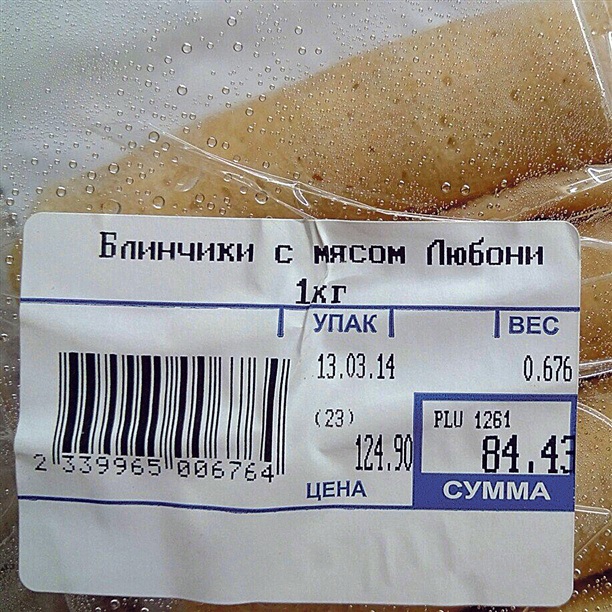 Блинчики с мясом Любони
1кг
УПАК ВЕС
13.03.14 0.676
(23) PLU 1261
124.90 84.43
2 339965 006764
ЦЕНА СУММА